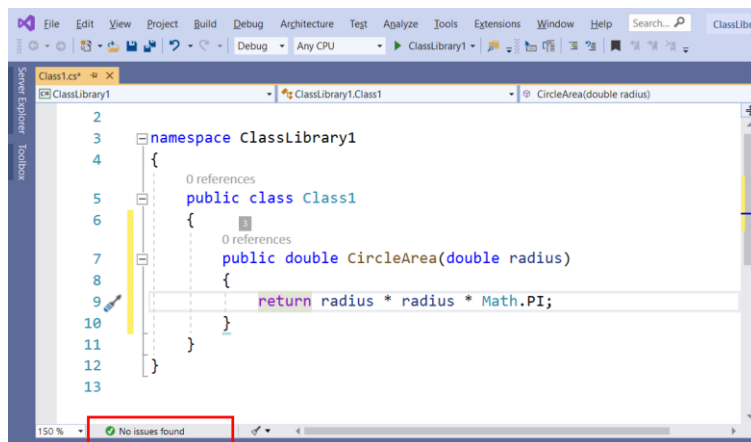 File Edit View Project Build Debug Architecture Test Analyze Tools Extensions Window Help Search... ClassLib
Debug Any CPU ClassLibrary1
Server Explorer
Toolbox
Class1.cs*
C# ClassLibrary1 ClassLibrary1.Class1 CircleArea(double radius)
2
3 namespace ClassLibrary1
4 {
0 references
5 public class Class1
6 {
3
0 references
7 public double CircleArea(double radius)
8 {
9 return radius * radius * Math.PI;
10 }
11 }
12 }
13
150 % No issues found